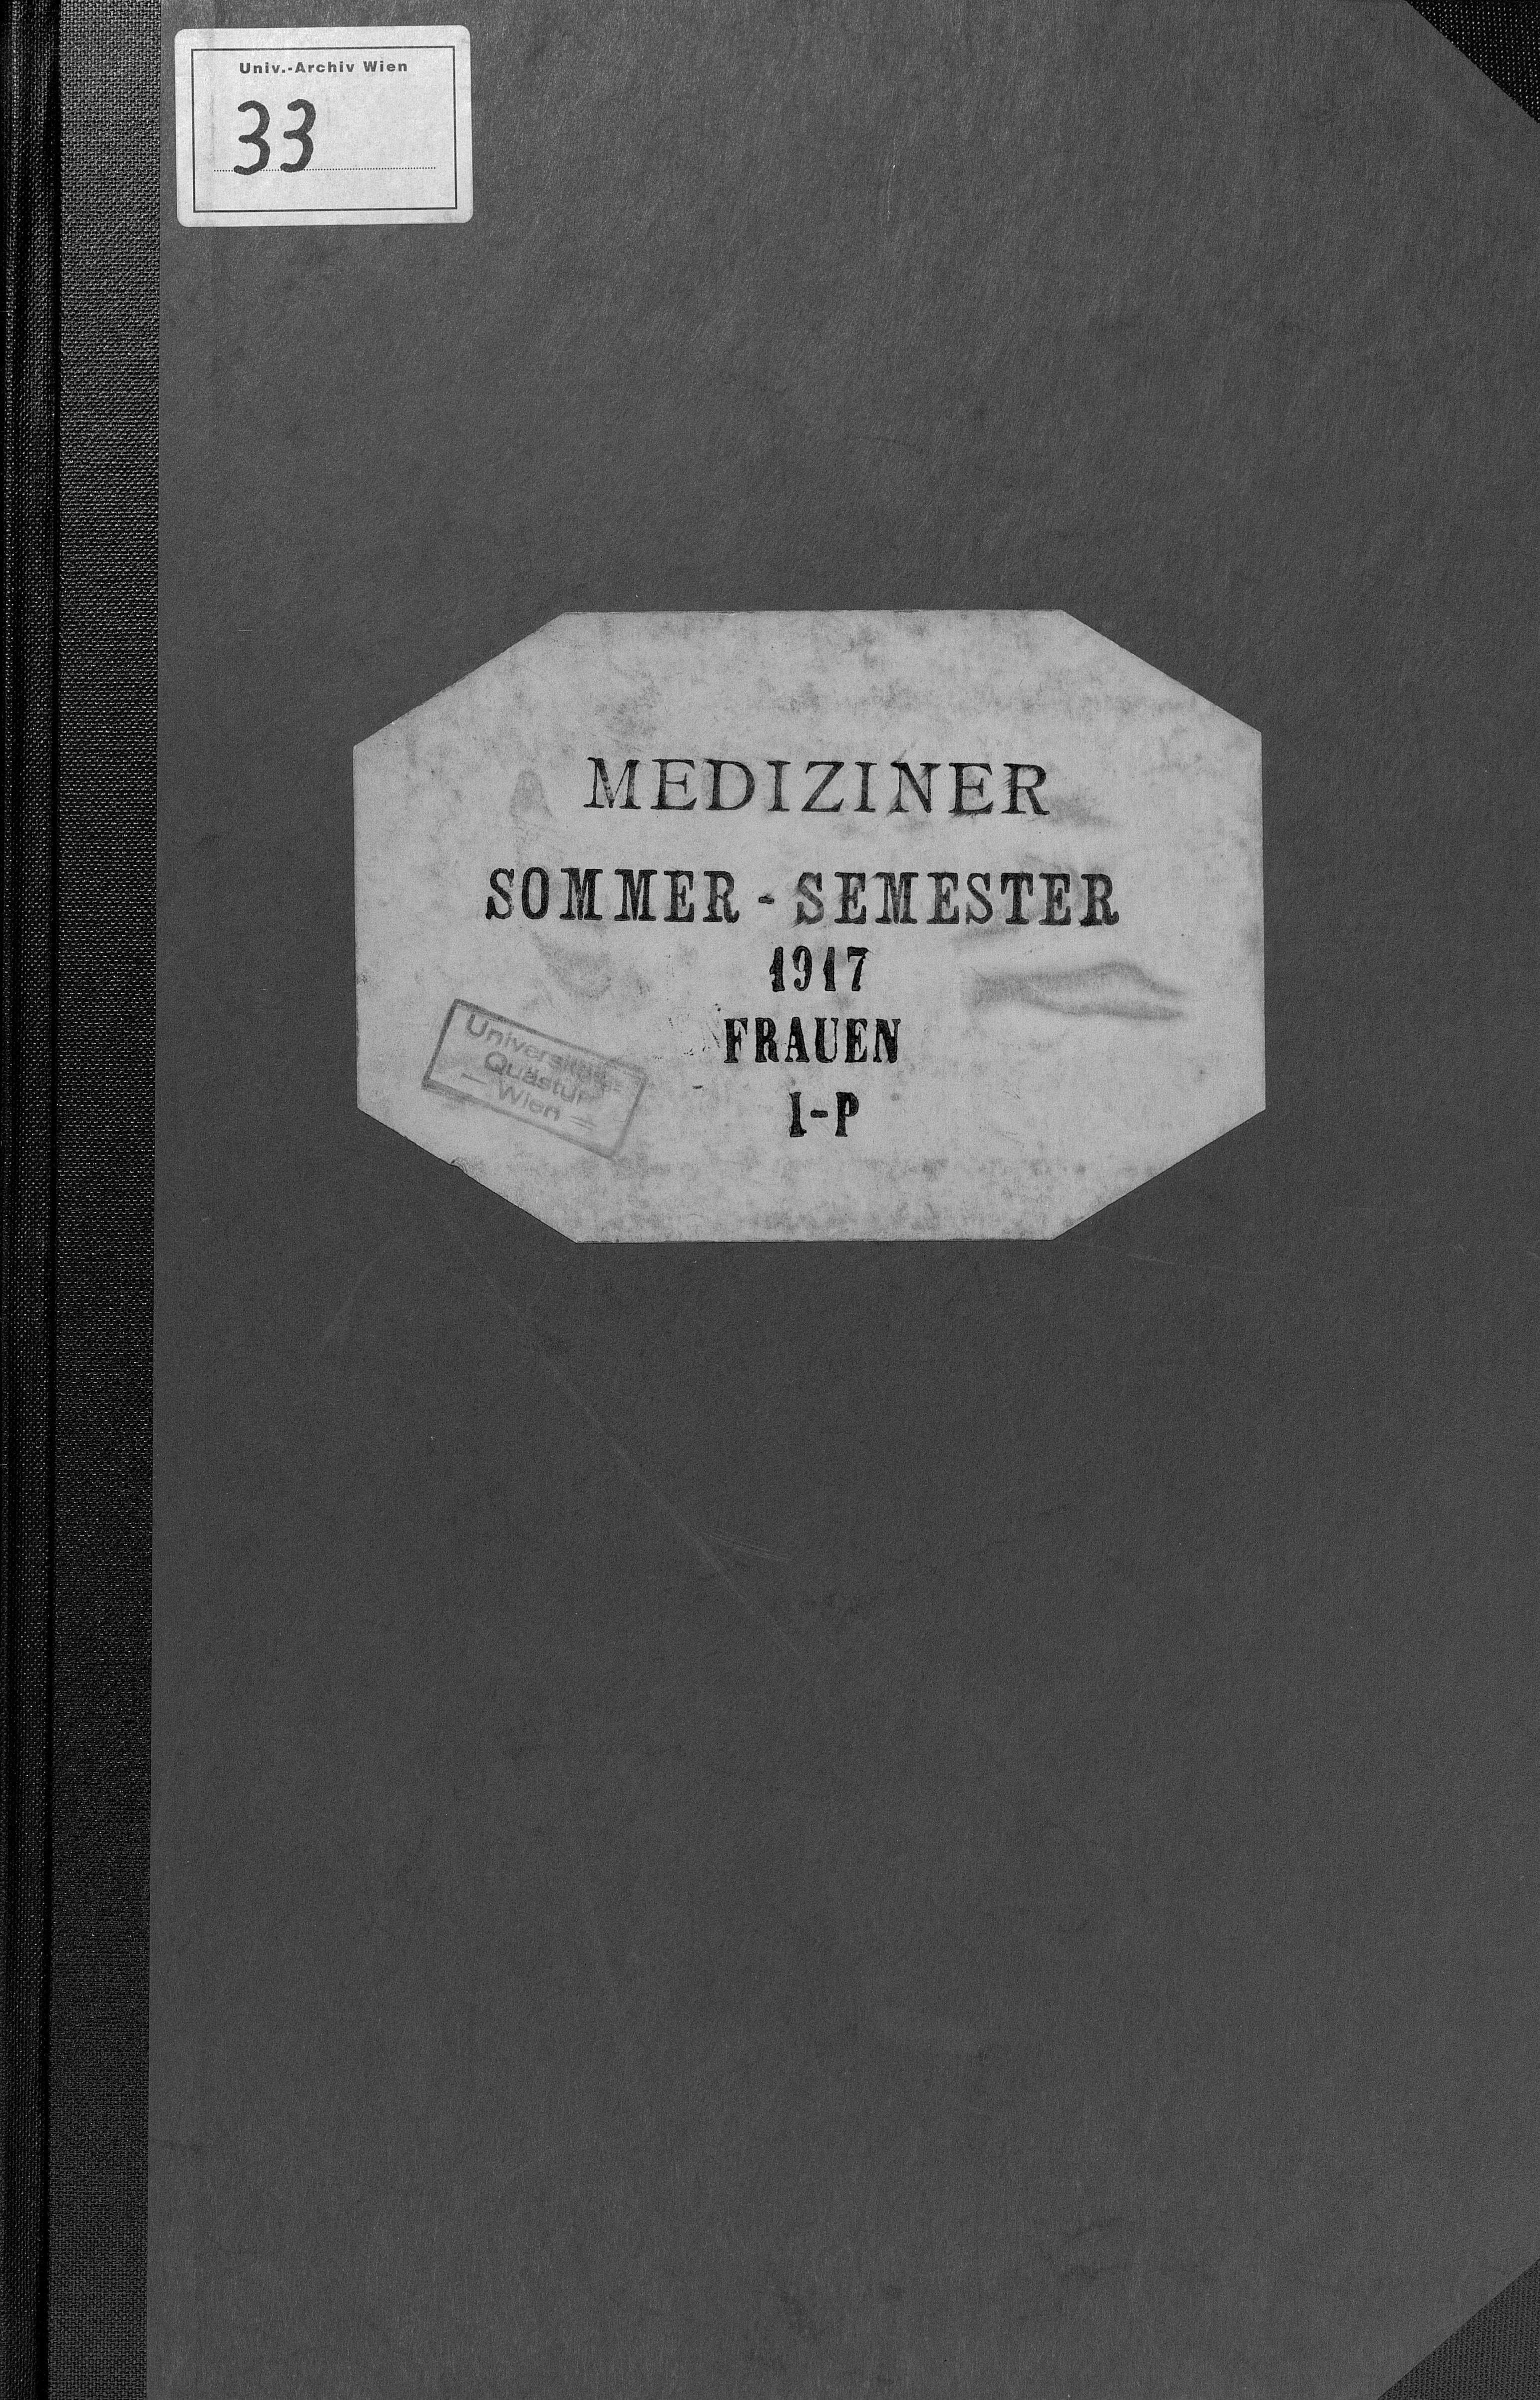 Univ.-Archiv Wien
33
MEDIZINER
SOMMER - SEMESTER
1917
FRAUEN
I-P
Universitäts=
Quästur
— Wien —